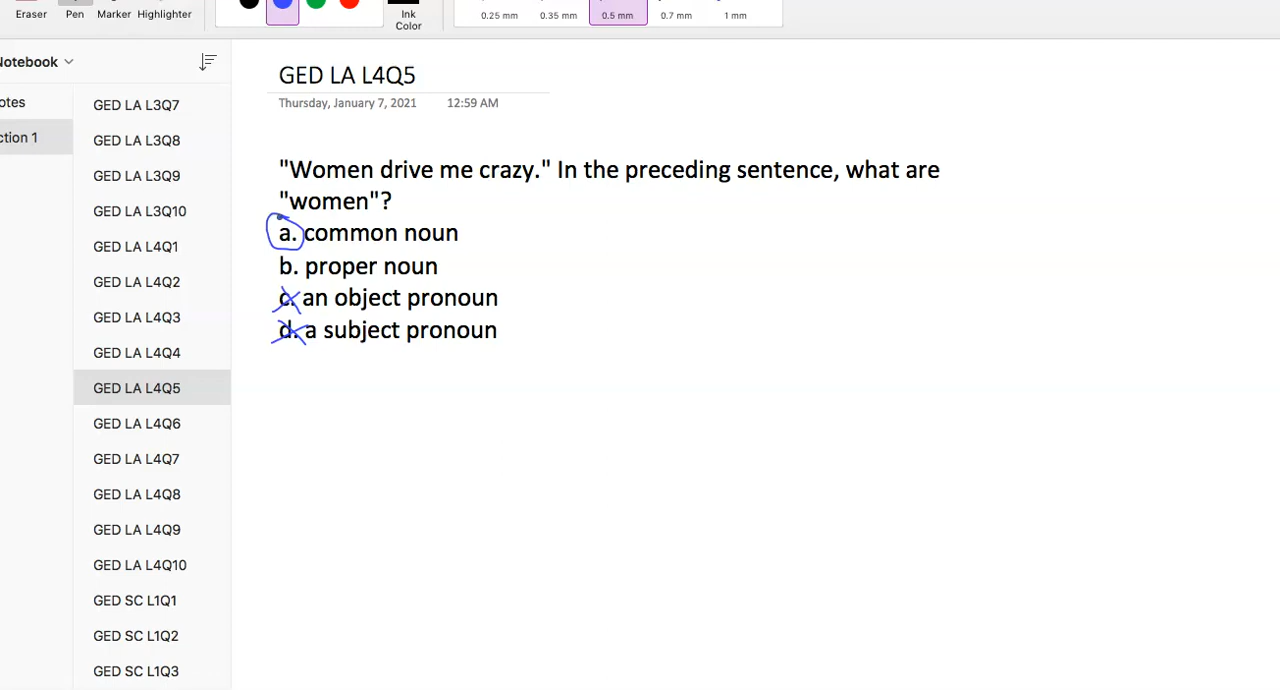 Eraser Pen Marker Highlighter
Ink
Color
0.25 mm 0.35 mm 0.5 mm 0.7 mm 1 mm
Notebook
otes
ction 1
GED LA L3Q7
GED LA L3Q8
GED LA L3Q9
GED LA L3Q10
GED LA L4Q1
GED LA L4Q2
GED LA L4Q3
GED LA L4Q4
GED LA L4Q5
GED LA L4Q6
GED LA L4Q7
GED LA L4Q8
GED LA L4Q9
GED LA L4Q10
GED SC L1Q1
GED SC L1Q2
GED SC L1Q3
GED LA L4Q5
Thursday, January 7, 2021 12:59 AM
"Women drive me crazy." In the preceding sentence, what are
"women"?
a. common noun
b. proper noun
c. an object pronoun
d. a subject pronoun